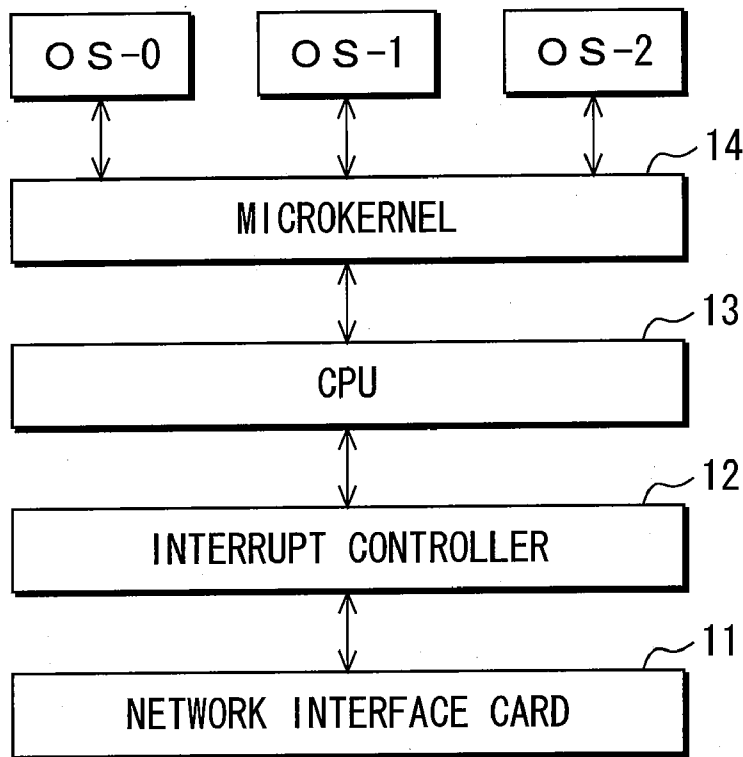 OS-0 OS-1 OS-2
14
MICROKERNEL
13
CPU
12
INTERRUPT CONTROLLER
11
NETWORK INTERFACE CARD